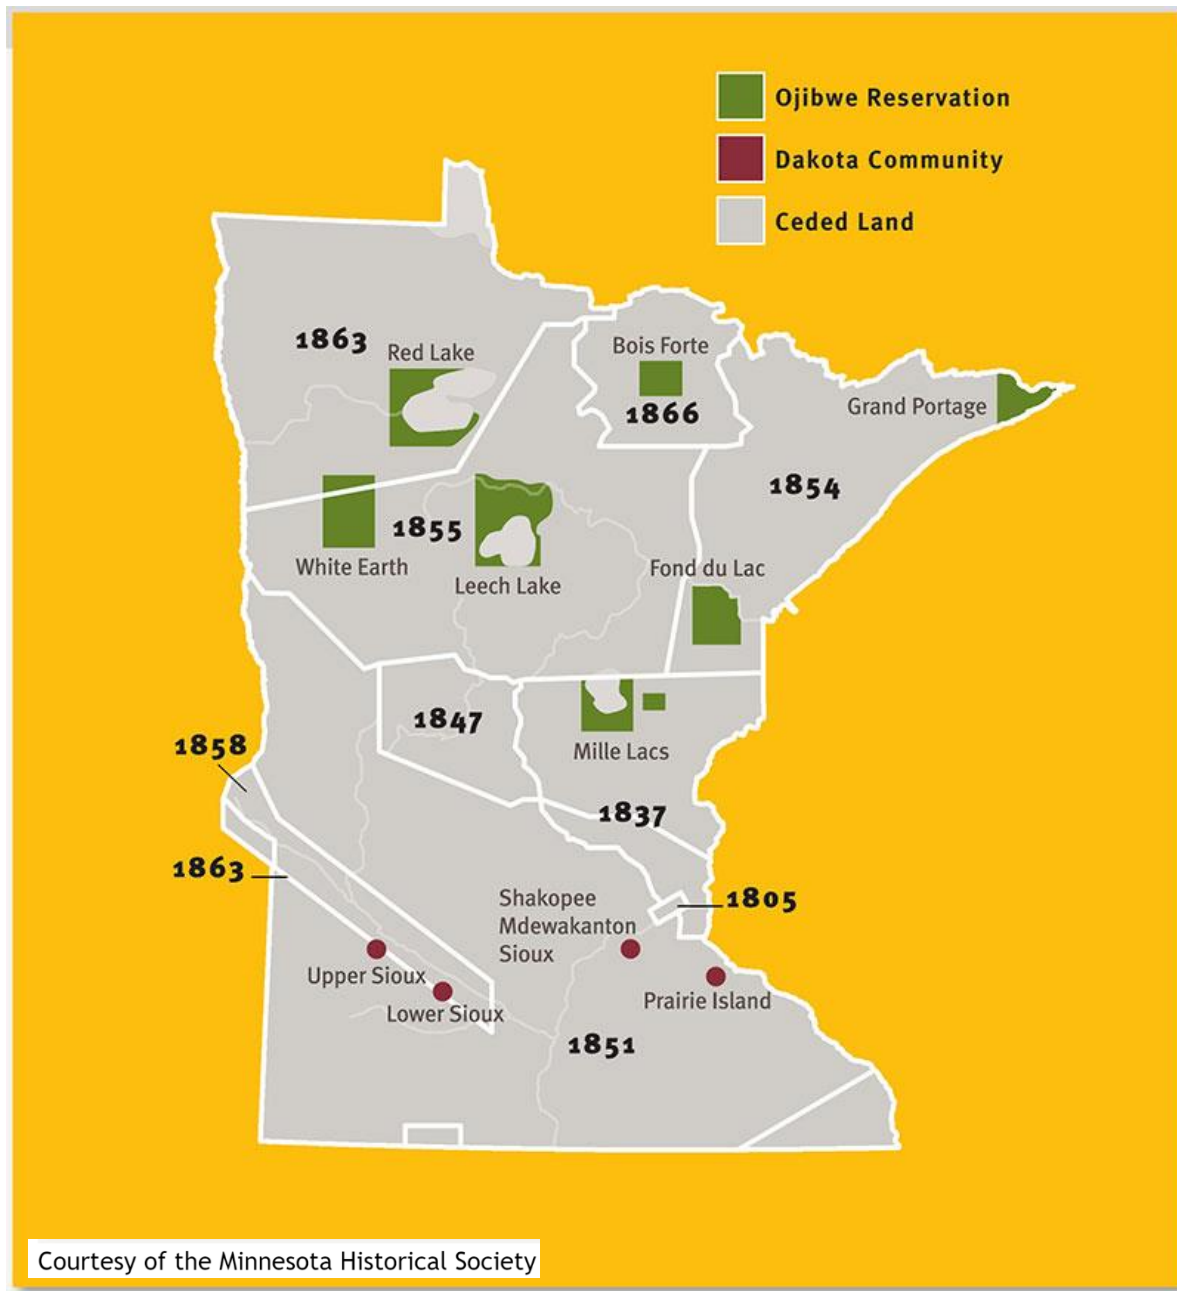 Ojibwe Reservation
Dakota Community
Ceded Land
1863
Red Lake
Bois Forte
1866
Grand Portage
1854
1855
White Earth
Leech Lake
Fond du Lac
1847
Mille Lacs
1858
1837
1863
1805
Shakopee
Mdewakanton
Sioux
Upper Sioux
Lower Sioux
Prairie Island
1851
Courtesy of the Minnesota Historical Society